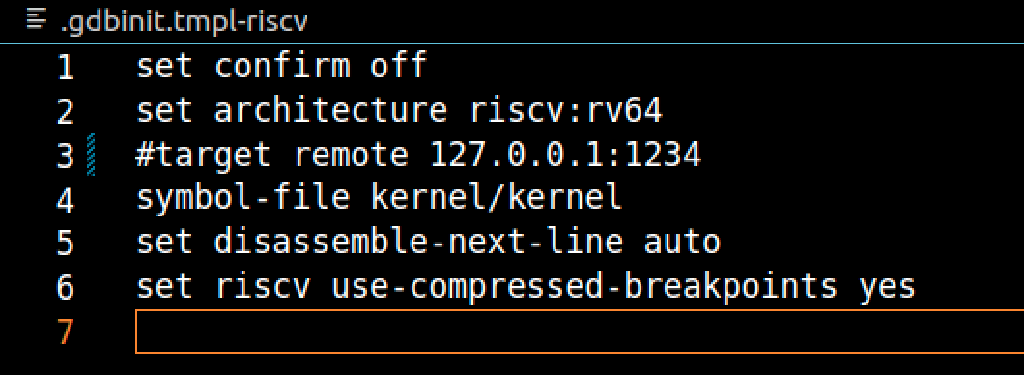 .gdbinit.tmpl-riscv
1 set confirm off
2 set architecture riscv:rv64
3 #target remote 127.0.0.1:1234
4 symbol-file kernel/kernel
5 set disassemble-next-line auto
6 set riscv use-compressed-breakpoints yes
7